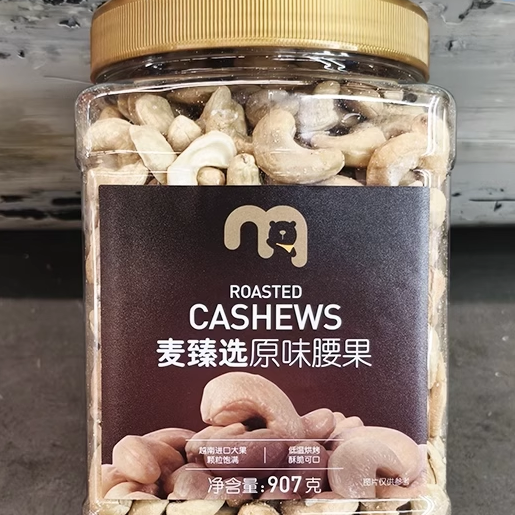 ROASTED
CASHEWS
麦臻选原味腰果
越南进口大果
颗粒饱满
低温烘烤
酥脆可口
净含量:907克
图片仅供参考